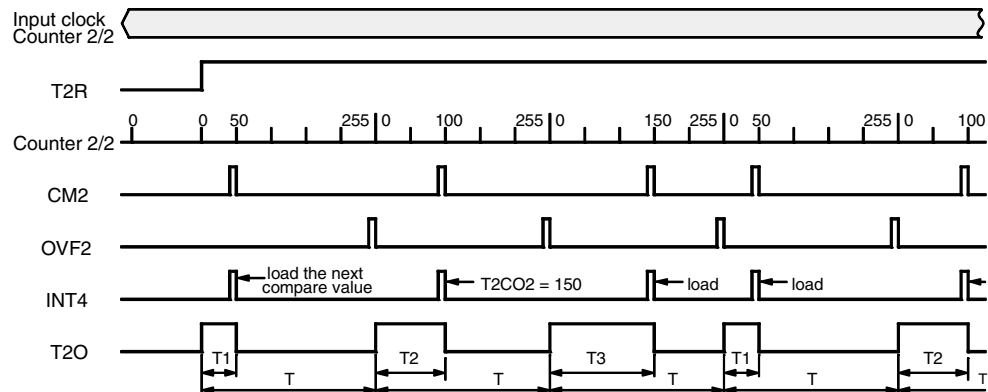 Input clock
Counter 2/2
T2R
0 0 50 255 0 100 255 0 150 255 0 50 255 0 100
Counter 2/2
CM2
OVF2
INT4
load the next
compare value
T2CO2 = 150
load
load
T2O
T1 T2 T3 T1 T2
T T T T T